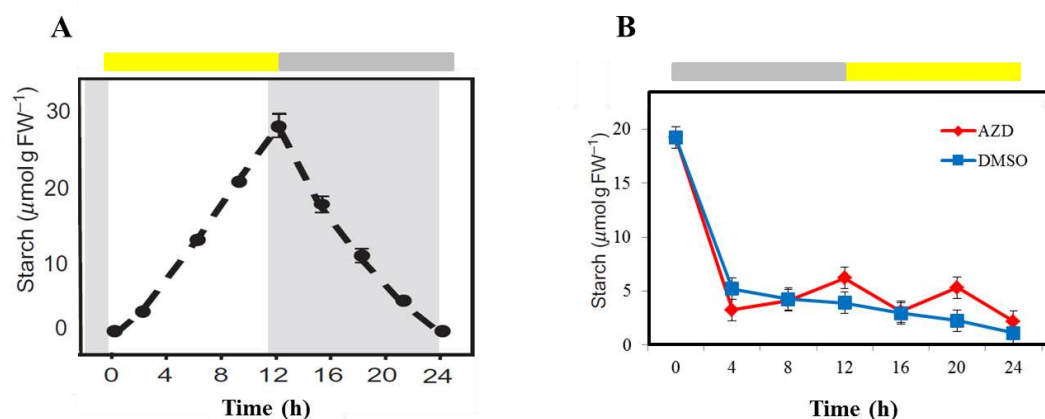 A
Starch (μmol g FW⁻¹)
30
20
10
0
0 4 8 12 16 20 24
Time (h)
B
Starch (μmol g FW⁻¹)
20
15
10
5
0
AZD
DMSO
0 4 8 12 16 20 24
Time (h)